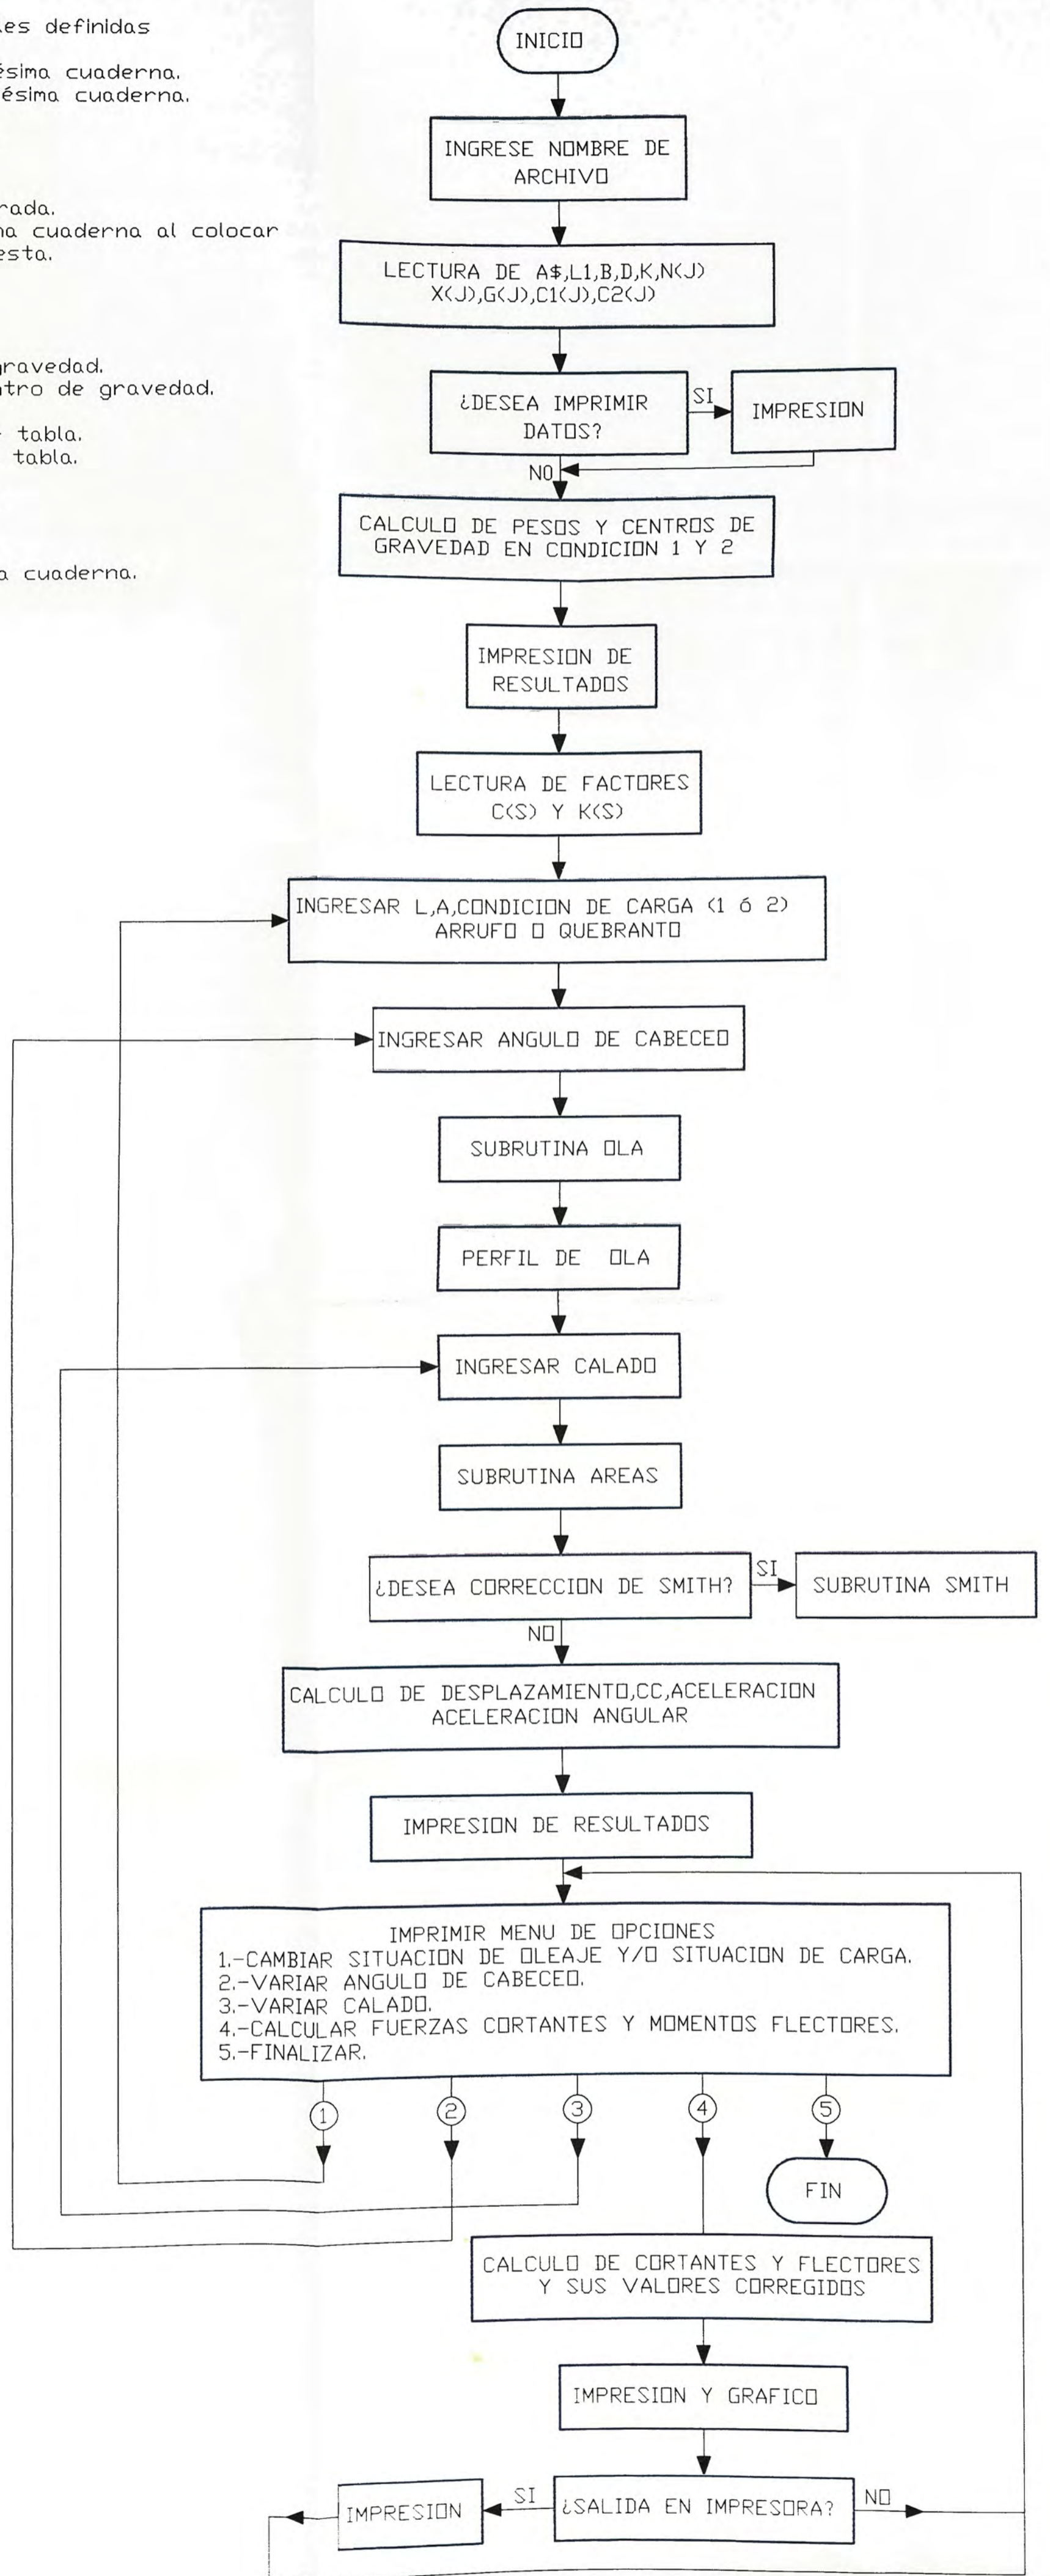 es definidas
ésima cuaderna.
ésima cuaderna.
rada.
na cuaderna al colocar
esta.
gravedad.
ntro de gravedad.
tabla.
tabla.
a cuaderna.
INICIO
INGRESE NOMBRE DE
ARCHIVO
LECTURA DE A$,L1,B,D,K,N(J)
X(J),G(J),C1(J),C2(J)
¿DESEA IMPRIMIR
DATOS?
SI
IMPRESION
NO
CALCULO DE PESOS Y CENTROS DE
GRAVEDAD EN CONDICION 1 Y 2
IMPRESION DE
RESULTADOS
LECTURA DE FACTORES
C(S) Y K(S)
INGRESAR L,A,CONDICION DE CARGA (1 ó 2)
ARRUFO O QUEBRANTO
INGRESAR ANGULO DE CABECEO
SUBRUTINA OLA
PERFIL DE OLA
INGRESAR CALADO
SUBRUTINA AREAS
¿DESEA CORRECCION DE SMITH?
SI
SUBRUTINA SMITH
NO
CALCULO DE DESPLAZAMIENTO,CC,ACELERACION
ACELERACION ANGULAR
IMPRESION DE RESULTADOS
IMPRIMIR MENU DE OPCIONES
1.-CAMBIAR SITUACION DE OLEAJE Y/O SITUACION DE CARGA.
2.-VARIAR ANGULO DE CABECEO.
3.-VARIAR CALADO.
4.-CALCULAR FUERZAS CORTANTES Y MOMENTOS FLECTORES.
5.-FINALIZAR.
1
2
3
4
5
FIN
CALCULO DE CORTANTES Y FLECTORES
Y SUS VALORES CORREGIDOS
IMPRESION Y GRAFICO
IMPRESION
SI
¿SALIDA EN IMPRESORA?
NO